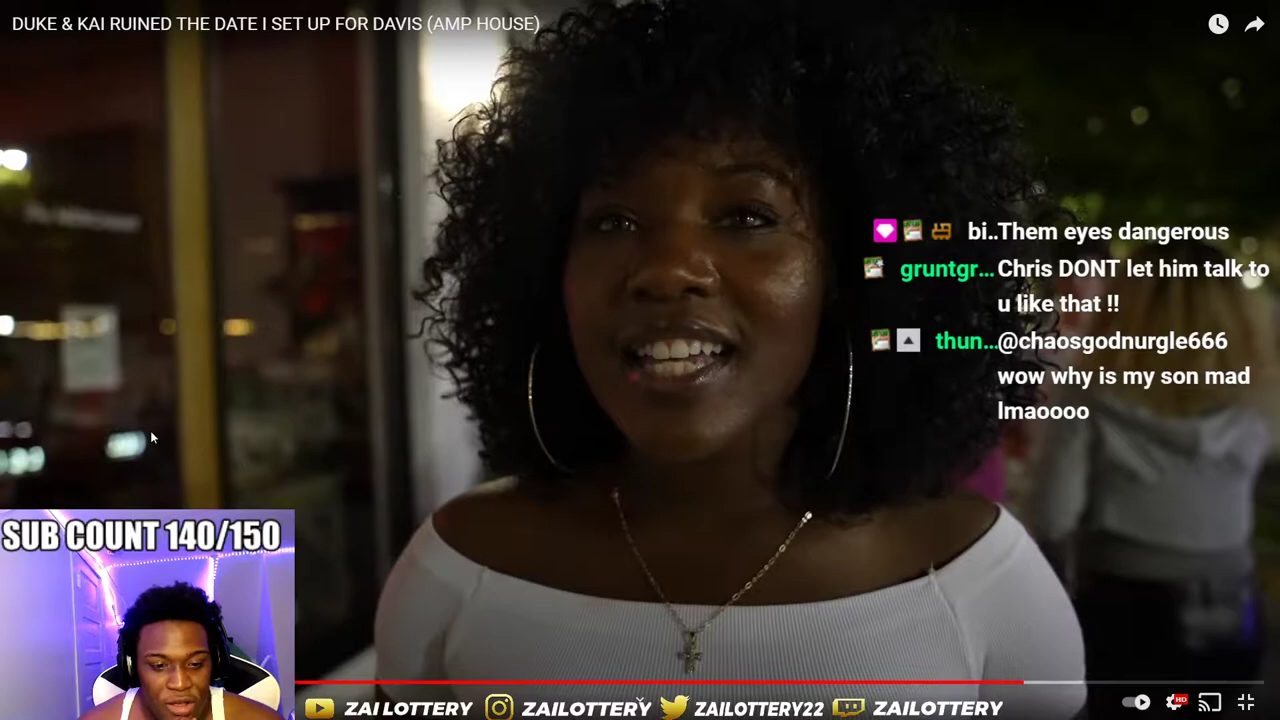 DUKE & KAI RUINED THE DATE I SET UP FOR DAVIS (AMP HOUSE)
bi..Them eyes dangerous
gruntgr...Chris DONT let him talk to
u like that !!
thun...@chaosgodnurgle666
wow why is my son mad
lmaoooo
SUB COUNT 140/150
HD
ZAI LOTTERY ZAILOTTERY ZAILOTTERY22 ZAILOTTERY